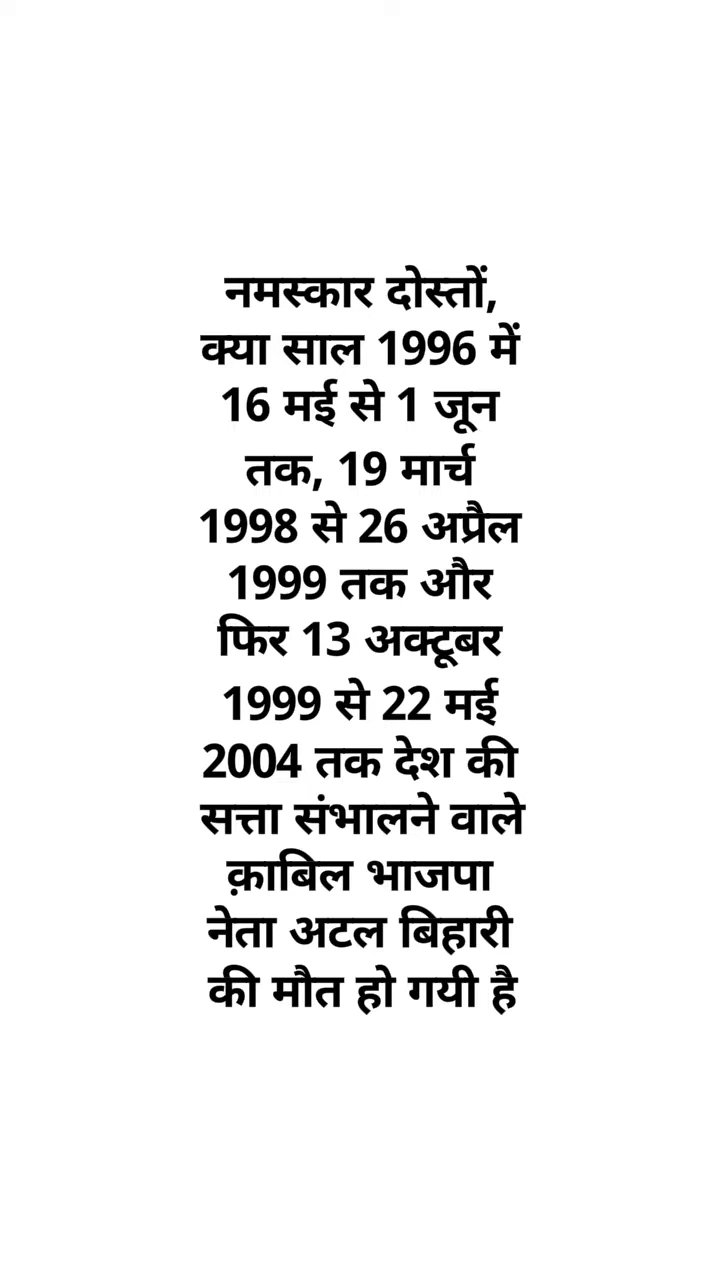 नमस्कार दोस्तों,
क्या साल 1996 में
16 मई से 1 जून
तक, 19 मार्च
1998 से 26 अप्रैल
1999 तक और
फिर 13 अक्टूबर
1999 से 22 मई
2004 तक देश की
सत्ता संभालने वाले
क़ाबिल भाजपा
नेता अटल बिहारी
की मौत हो गयी है